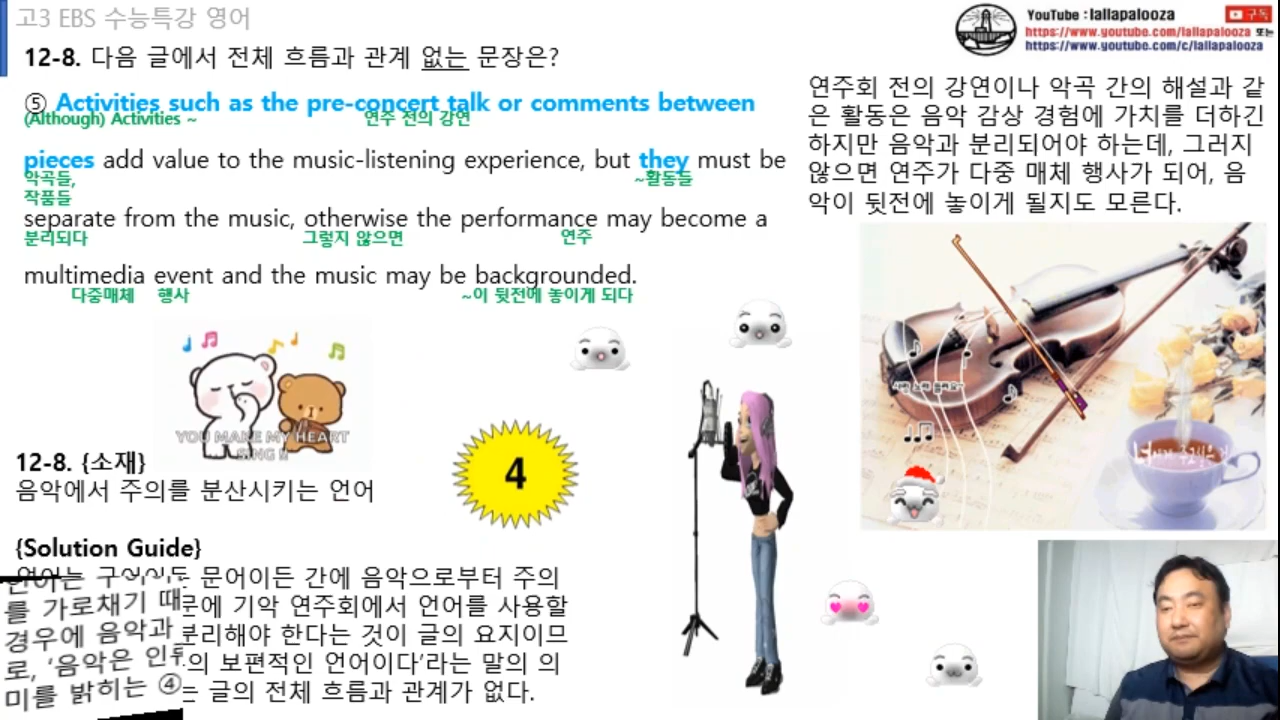 고3 EBS 수능특강 영어
12-8. 다음 글에서 전체 흐름과 관계 없는 문장은?
⑤ Activities such as the pre-concert talk or comments between
(Although) Activities ~ 연주 전의 강연
pieces add value to the music-listening experience, but they must be
악곡들, ~활동들
작품들
separate from the music, otherwise the performance may become a
분리되다 그렇지 않으면 연주
multimedia event and the music may be backgrounded.
다중매체 행사 ~이 뒷전에 놓이게 되다
YouTube : lallapalooza 구독
https://www.youtube.com/lallapalooza 또는
https://www.youtube.com/c/lallapalooza
연주회 전의 강연이나 악곡 간의 해설과 같
은 활동은 음악 감상 경험에 가치를 더하긴
하지만 음악과 분리되어야 하는데, 그러지
않으면 연주가 다중 매체 행사가 되어, 음
악이 뒷전에 놓이게 될지도 모른다.
YOU MAKE MY HEART
SING
4
12-8. {소재}
음악에서 주의를 분산시키는 언어
{Solution Guide}
언어는 구어이든 문어이든 간에 음악으로부터 주의
를 가로채기 때문에 기악 연주회에서 언어를 사용할
경우에 음악과 분리해야 한다는 것이 글의 요지이므
로, '음악은 인류의 보편적인 언어이다'라는 말의 의
미를 밝히는 ④는 글의 전체 흐름과 관계가 없다.